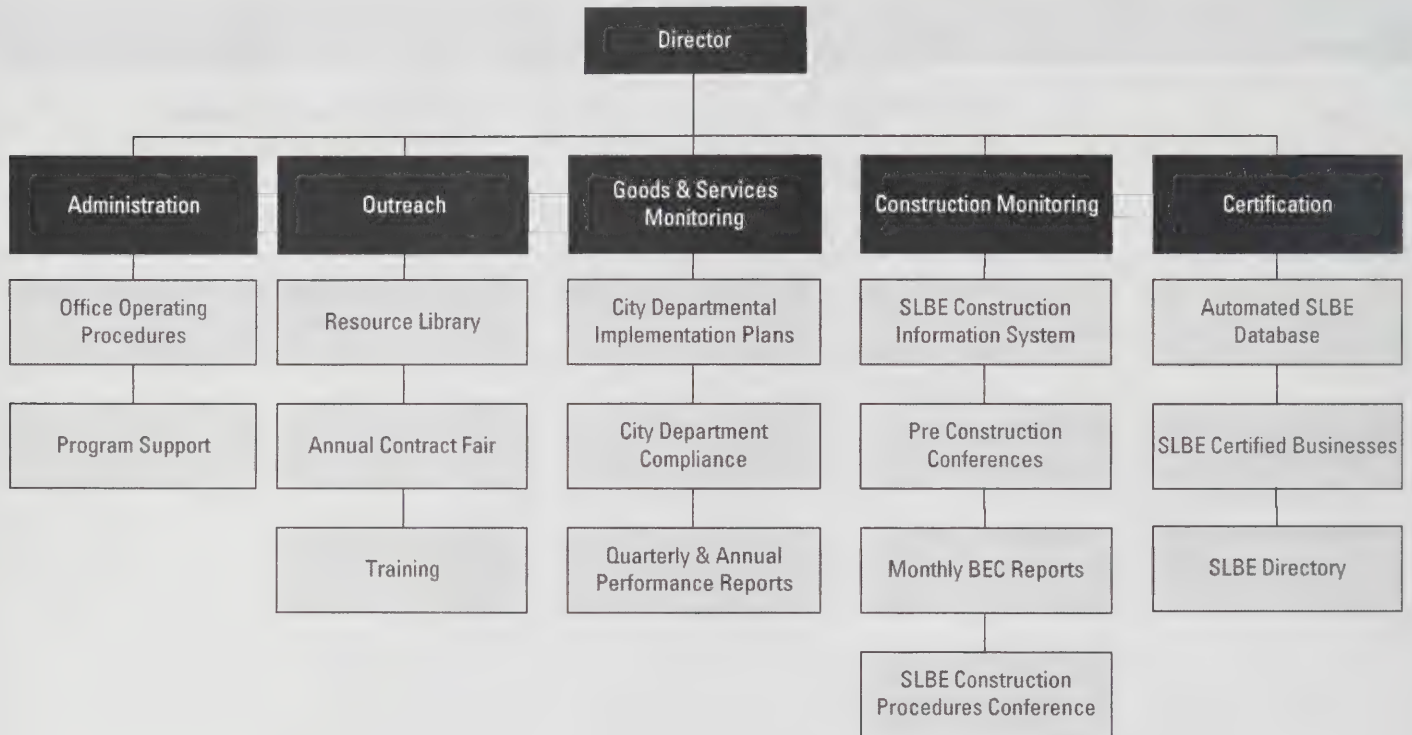 Director
Administration
Outreach
Goods & Services
Monitoring
Construction Monitoring
Certification
Office Operating
Procedures
Resource Library
City Departmental
Implementation Plans
SLBE Construction
Information System
Automated SLBE
Database
Program Support
Annual Contract Fair
City Department
Compliance
Pre Construction
Conferences
SLBE Certified Businesses
Training
Quarterly & Annual
Performance Reports
Monthly BEC Reports
SLBE Directory
SLBE Construction
Procedures Conference